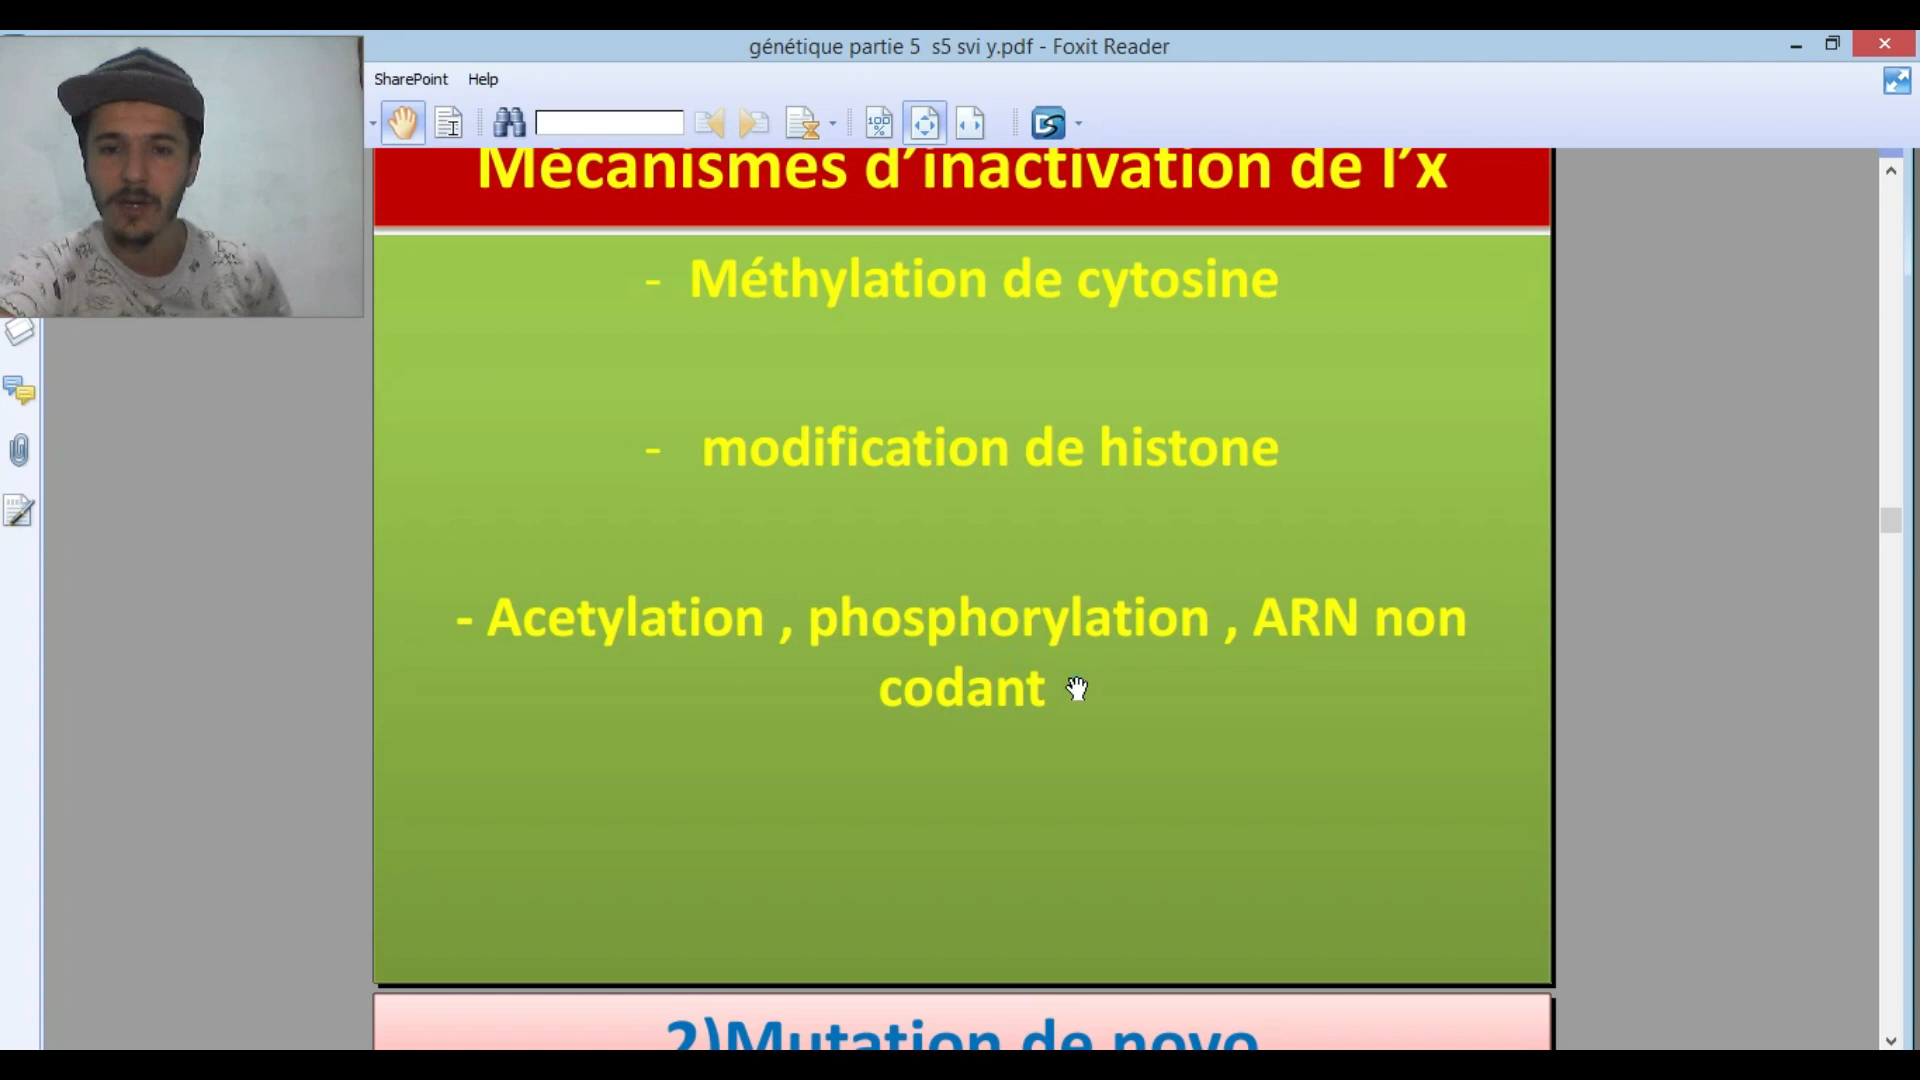 génétique partie 5 s5 svi y.pdf - Foxit Reader
SharePoint Help
Mécanismes d’inactivation de l’x
- Méthylation de cytosine
- modification de histone
- Acetylation , phosphorylation , ARN non
codant
2)Mutation de novo